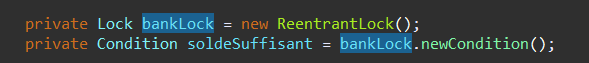 private Lock bankLock = new ReentrantLock();
private Condition soldeSuffisant = bankLock.newCondition();